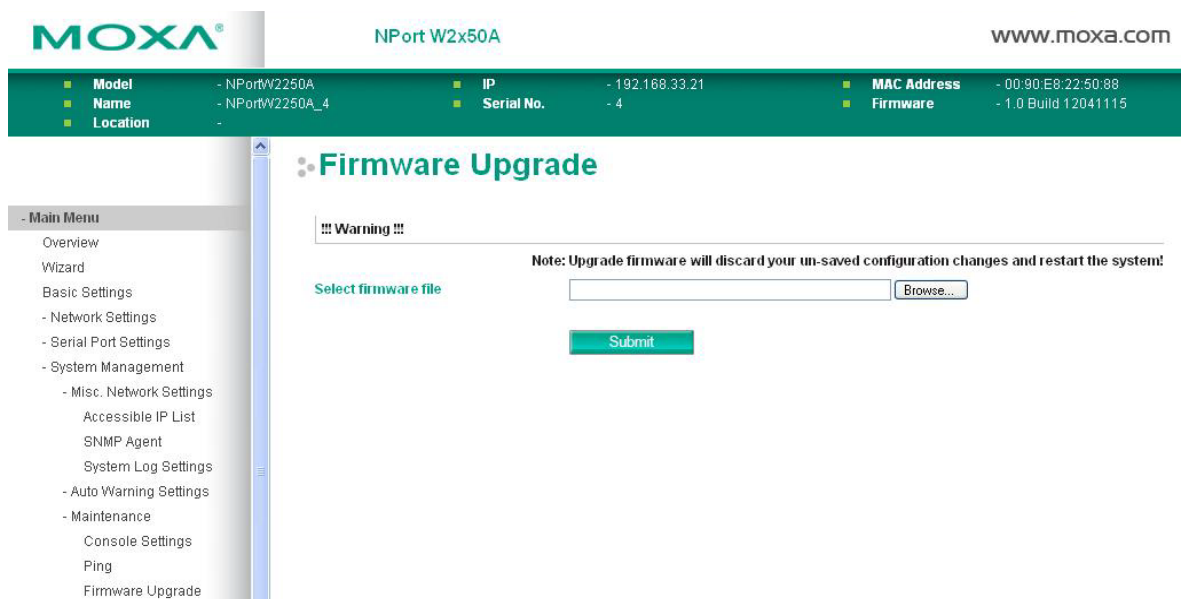 MOXA®
NPort W2x50A
www.moxa.com
Model - NPortW2250A
IP - 192.168.33.21
MAC Address - 00:90:E8:22:50:88
Name - NPortW2250A_4
Serial No. - 4
Firmware - 1.0 Build 12041115
Location -
Firmware Upgrade
- Main Menu
Overview
Wizard
Basic Settings
- Network Settings
- Serial Port Settings
- System Management
- Misc. Network Settings
Accessible IP List
SNMP Agent
System Log Settings
- Auto Warning Settings
- Maintenance
Console Settings
Ping
Firmware Upgrade
!!! Warning !!!
Note: Upgrade firmware will discard your un-saved configuration changes and restart the system!
Select firmware file
Browse...
Submit